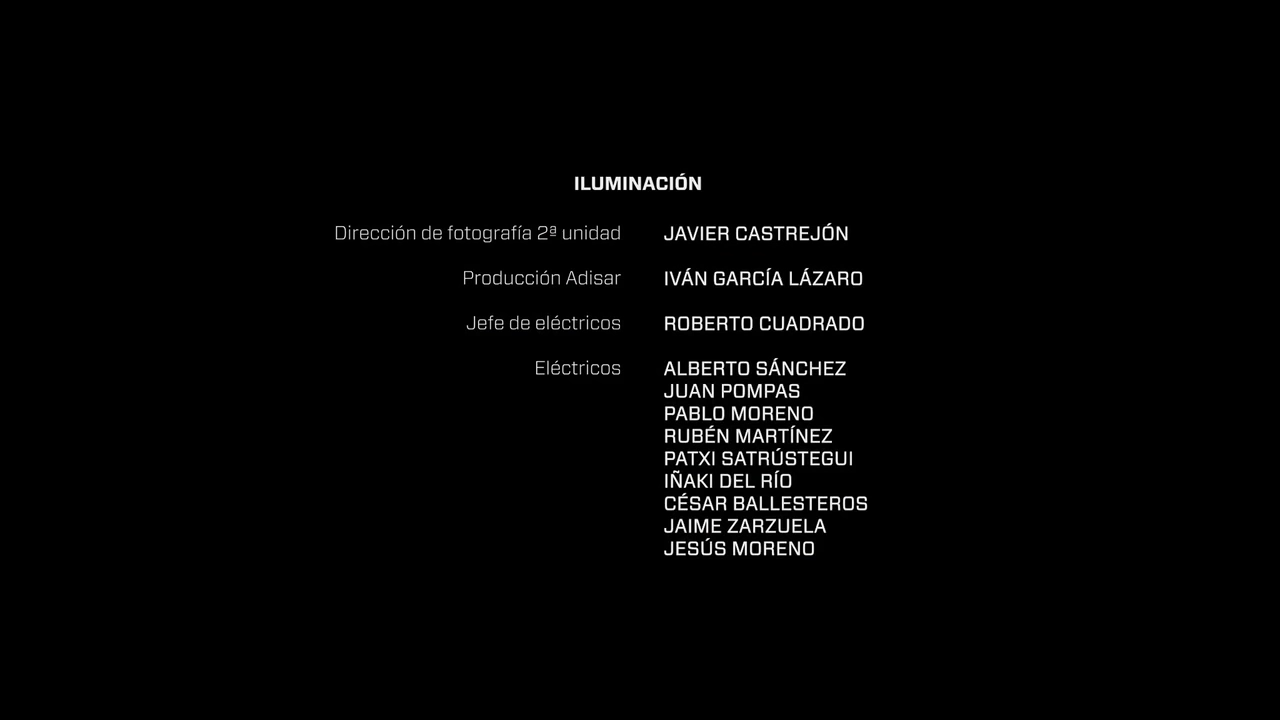 ILUMINACIÓN
Dirección de fotografía 2ª unidad JAVIER CASTREJÓN
Producción Adisar IVÁN GARCÍA LÁZARO
Jefe de eléctricos ROBERTO CUADRADO
Eléctricos ALBERTO SÁNCHEZ
JUAN POMPAS
PABLO MORENO
RUBÉN MARTÍNEZ
PATXI SATRÚSTEGUI
IÑAKI DEL RÍO
CÉSAR BALLESTEROS
JAIME ZARZUELA
JESÚS MORENO